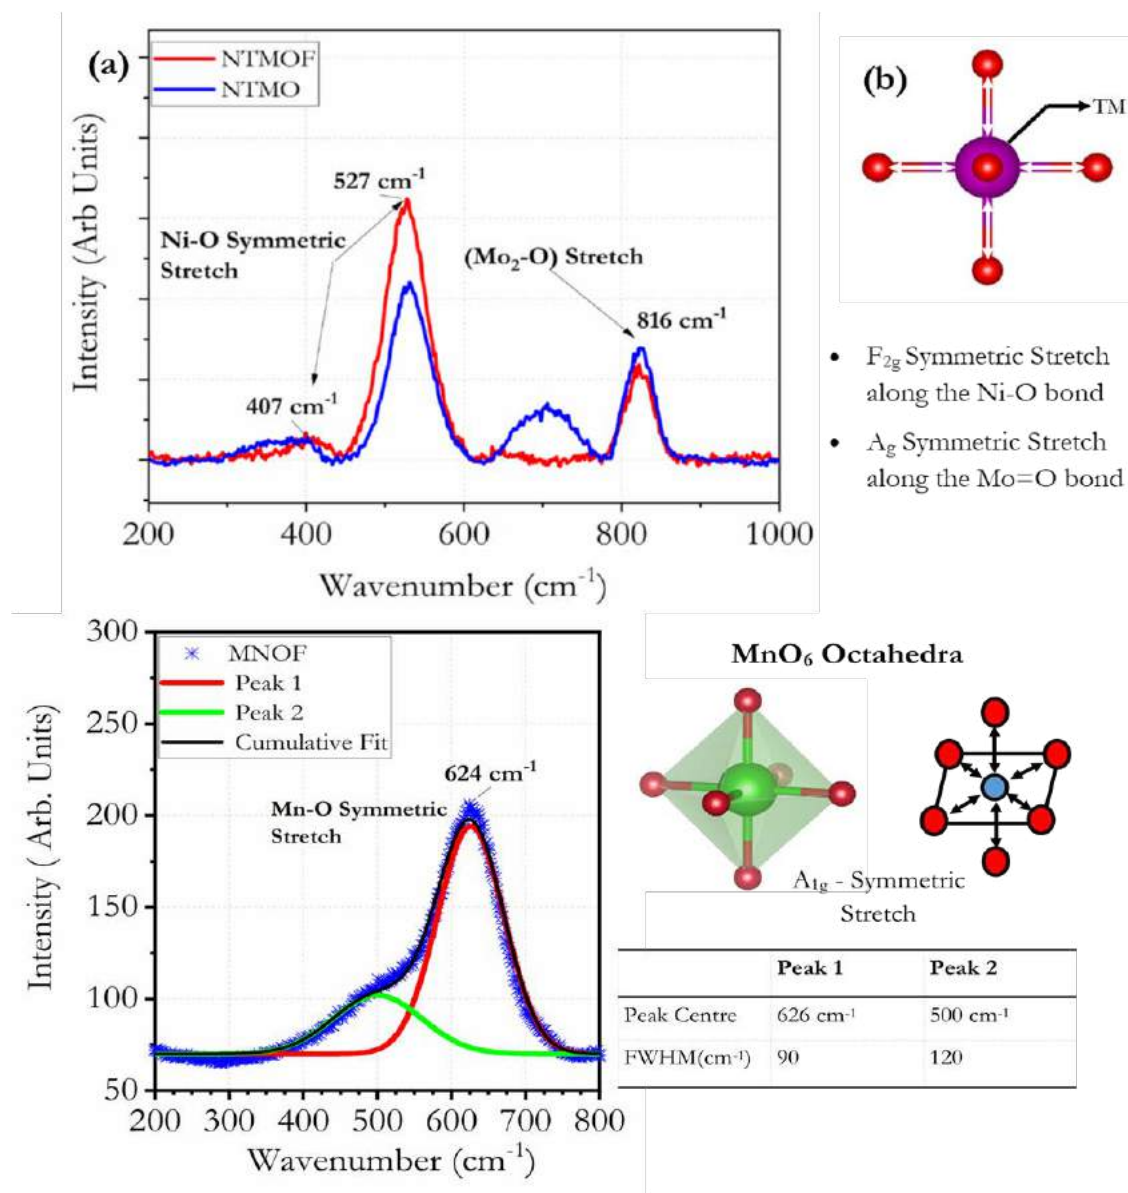 (a)
NTMOF
NTMO
527 cm⁻¹
Ni-O Symmetric
Stretch
(Mo₂-O) Stretch
816 cm⁻¹
407 cm⁻¹
Intensity (Arb Units)
200 400 600 800 1000
Wavenumber (cm⁻¹)
(b)
TM
• F₂g Symmetric Stretch
along the Ni-O bond
• Ag Symmetric Stretch
along the Mo=O bond
300
250
200
150
100
50
MNOF
Peak 1
Peak 2
Cumulative Fit
624 cm⁻¹
Mn-O Symmetric
Stretch
Intensity ( Arb. Units)
200 300 400 500 600 700 800
Wavenumber (cm⁻¹)
MnO₆ Octahedra
A₁g - Symmetric
Stretch
Peak 1 Peak 2
Peak Centre 626 cm⁻¹ 500 cm⁻¹
FWHM(cm⁻¹) 90 120